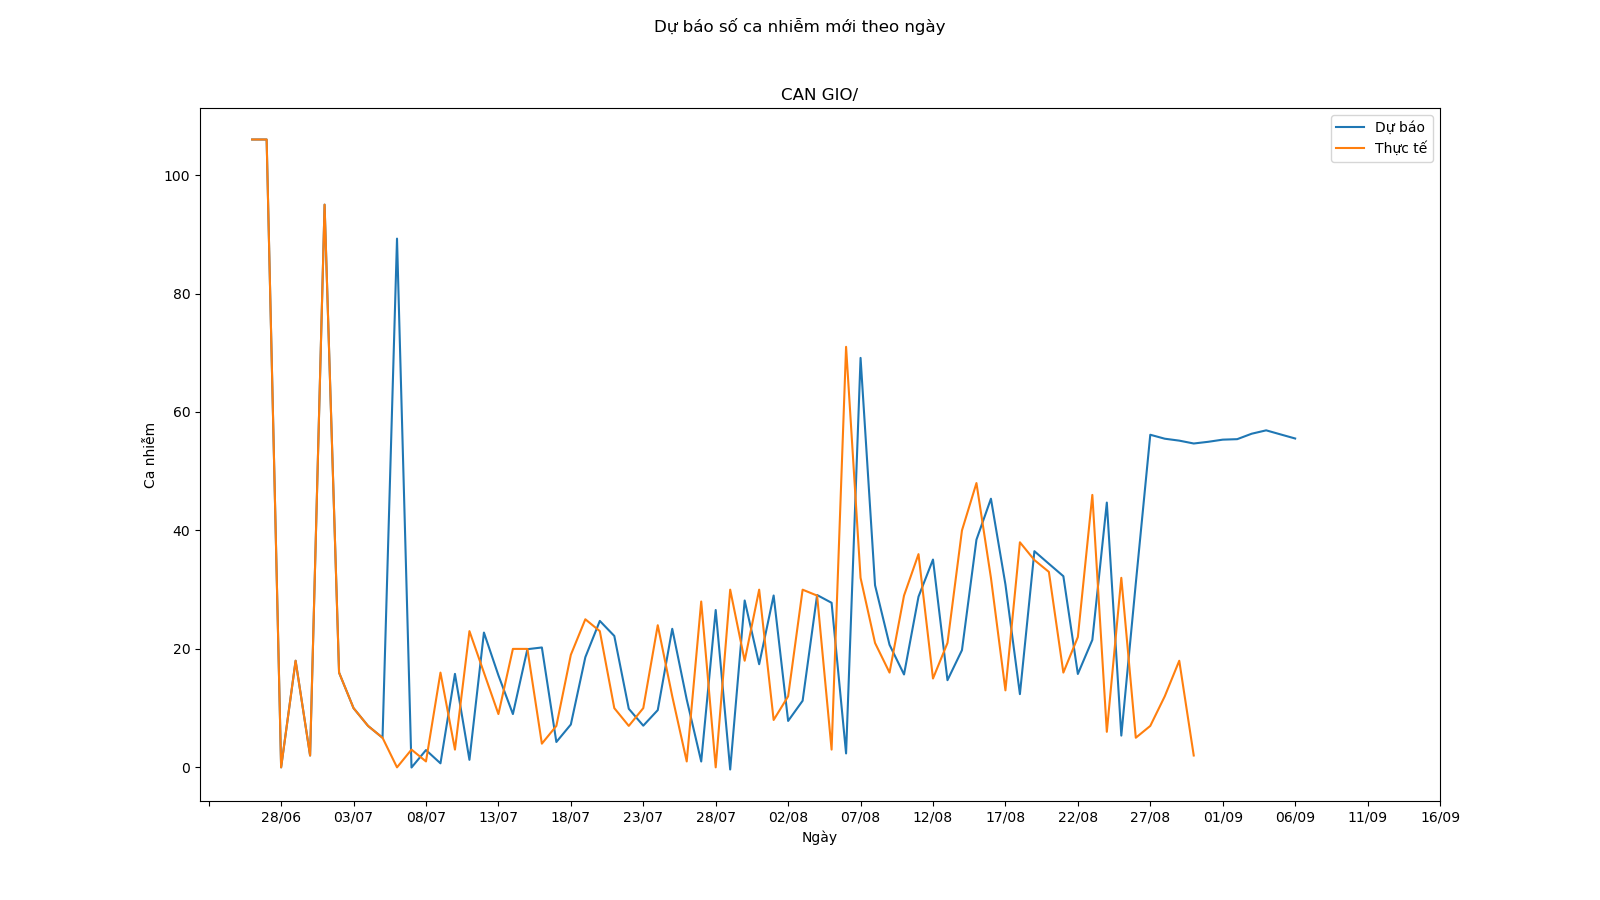 Dự báo số ca nhiễm mới theo ngày
CAN GIO/
Dự báo
Thực tế
100
80
60
40
20
0
Ca nhiễm
28/06 03/07 08/07 13/07 18/07 23/07 28/07 02/08 07/08 12/08 17/08 22/08 27/08 01/09 06/09 11/09 16/09
Ngày